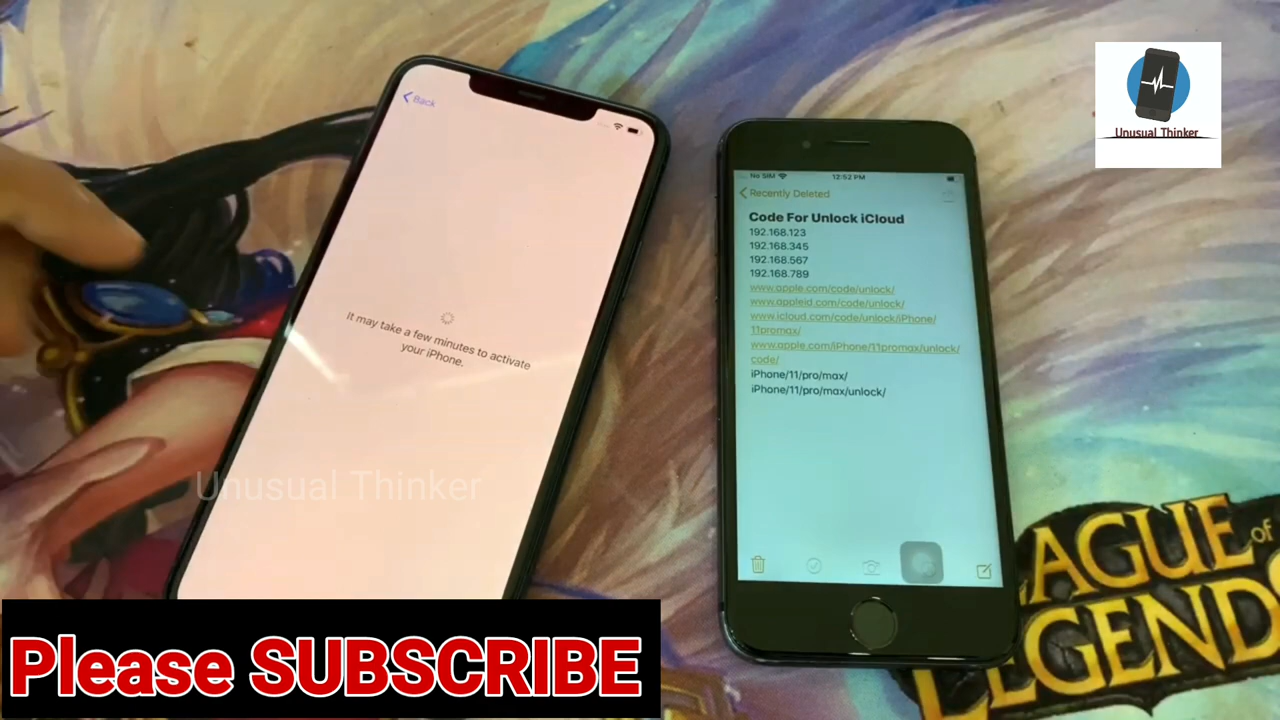 Unusual Thinker
Back
It may take a few minutes to activate
your iPhone.
No SIM
12:52 PM
Recently Deleted
Code For Unlock iCloud
192.168.123
192.168.345
192.168.567
192.168.789
www.apple.com/code/unlock/
www.appleid.com/code/unlock/
www.icloud.com/code/unlock/iPhone/
11promax/
www.apple.com/iPhone/11promax/unlock/
code/
iPhone/11/pro/max/
iPhone/11/pro/max/unlock/
Unusual Thinker
EAGUE of
LEGENDS
Please SUBSCRIBE